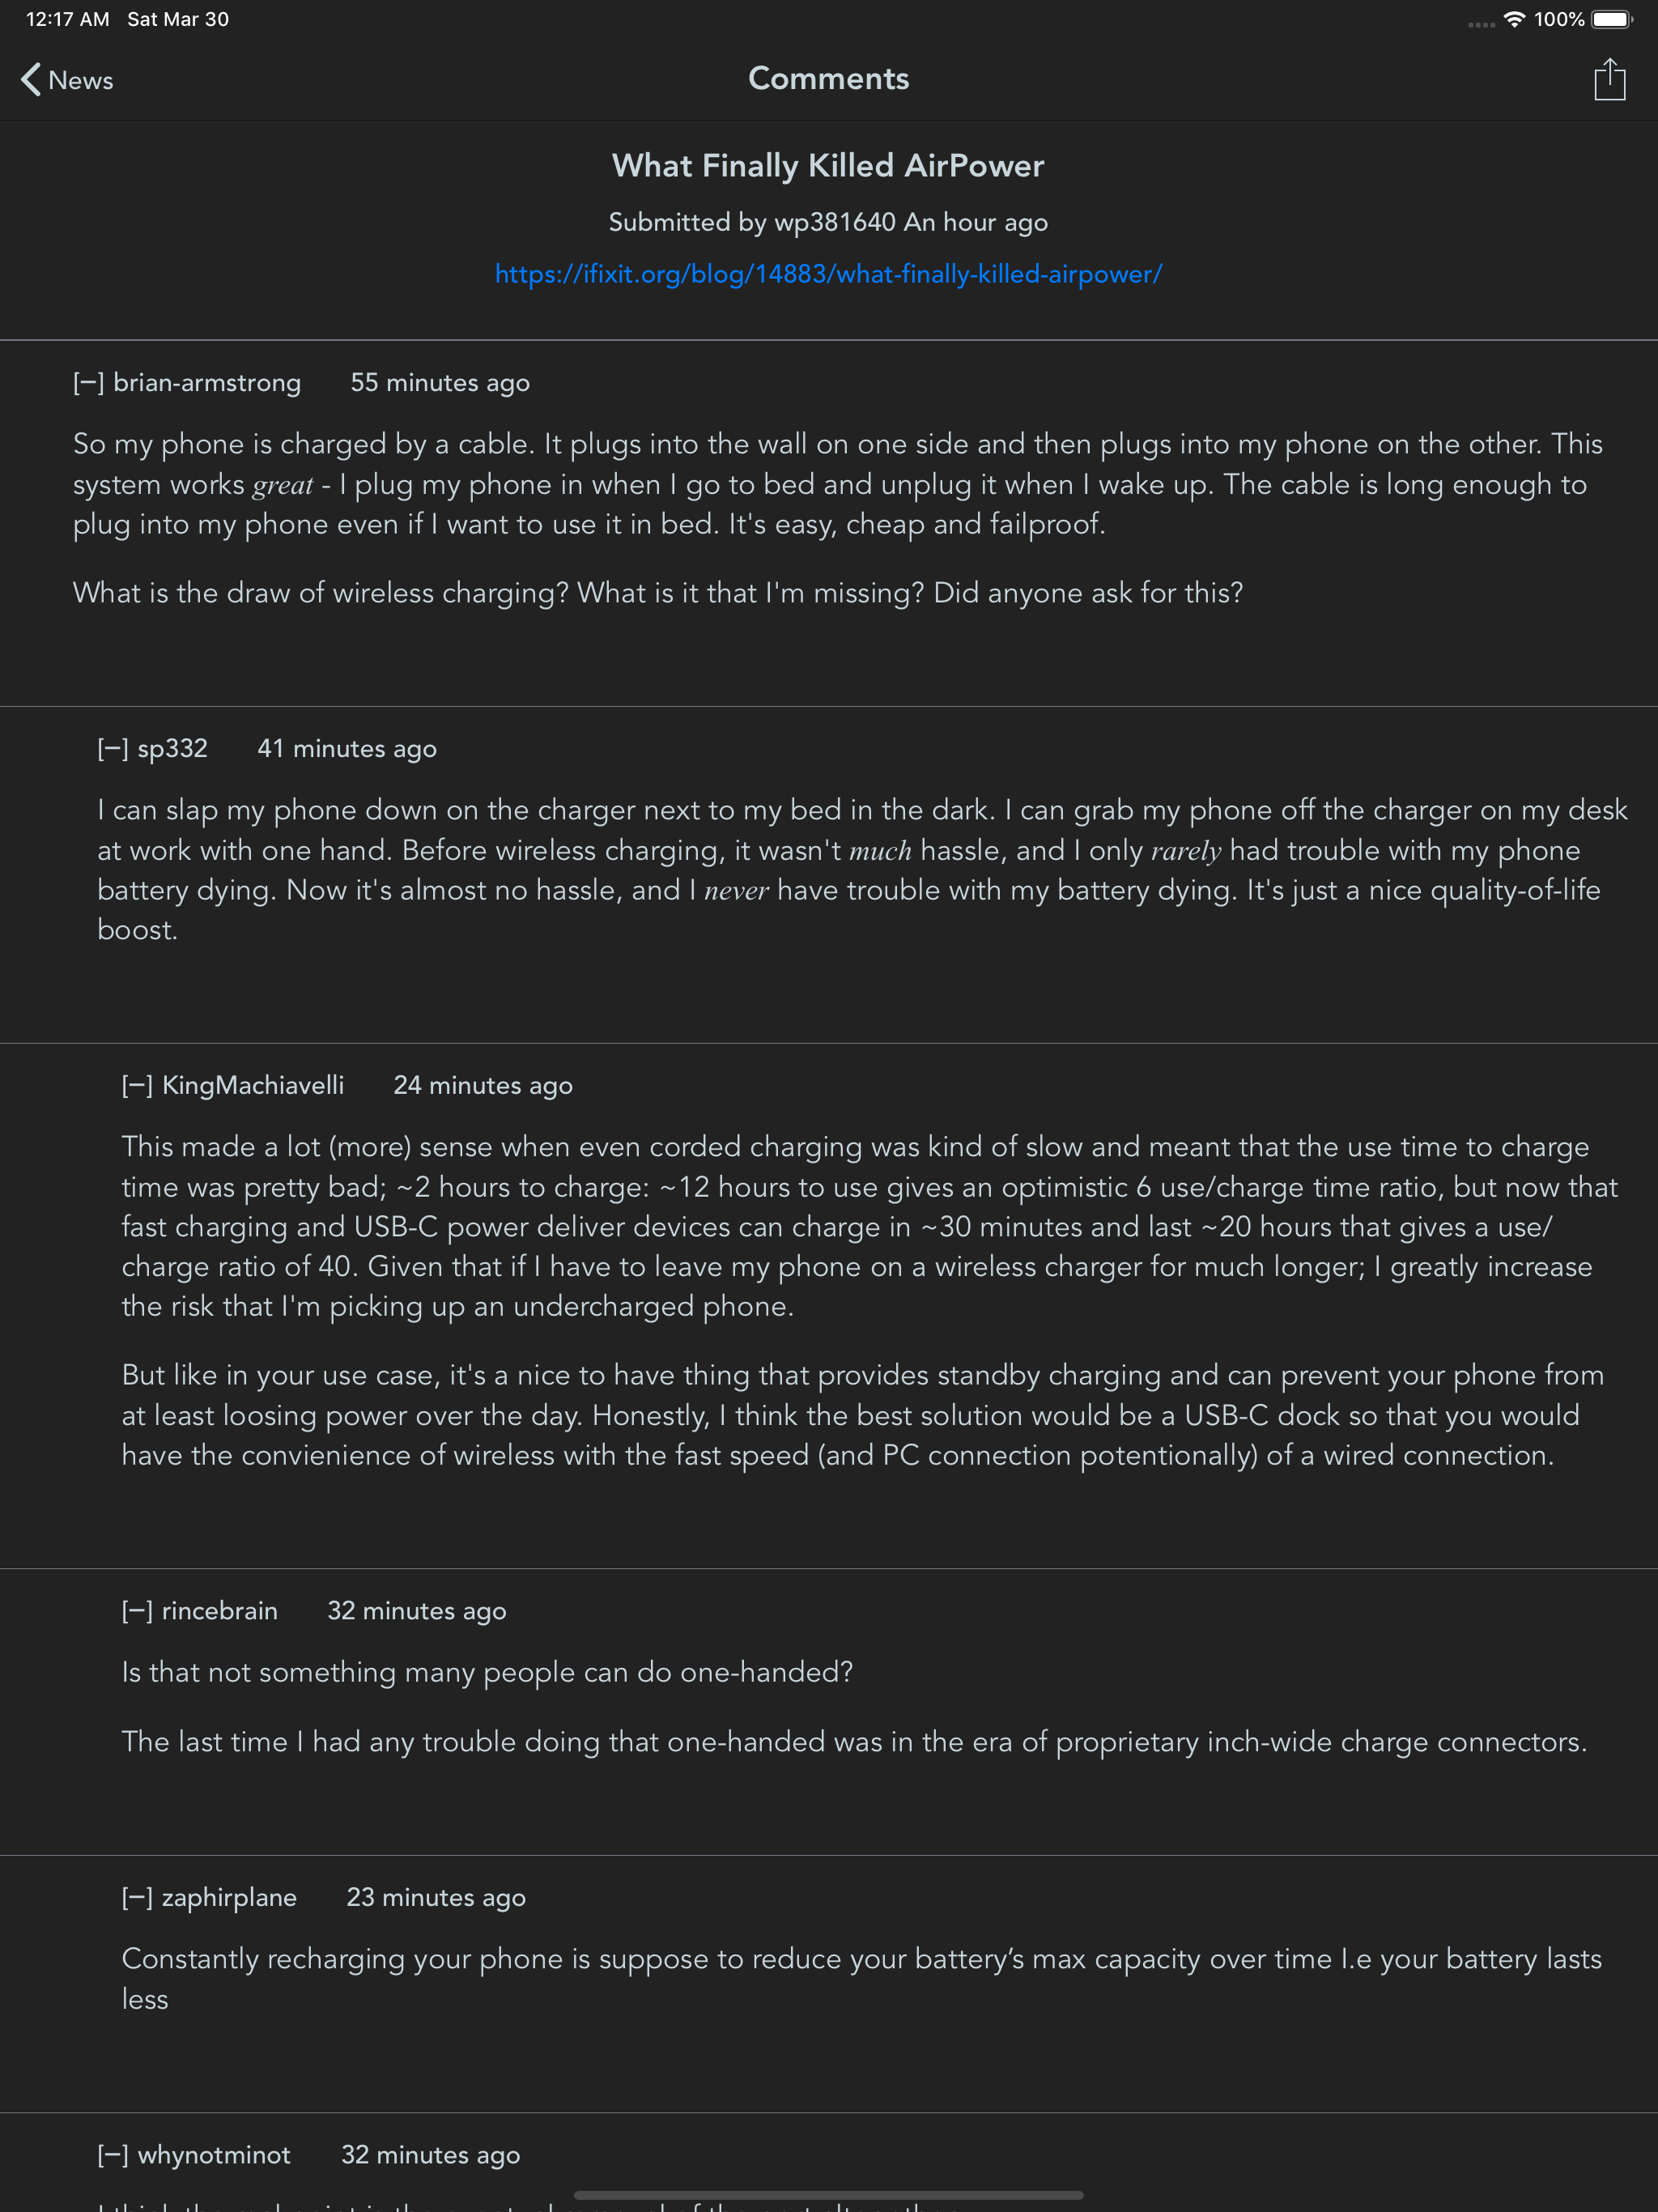 12:17 AM Sat Mar 30
100%
News
Comments
What Finally Killed AirPower
Submitted by wp381640 An hour ago
https://ifixit.org/blog/14883/what-finally-killed-airpower/
[–] brian-armstrong 55 minutes ago
So my phone is charged by a cable. It plugs into the wall on one side and then plugs into my phone on the other. This
system works great - I plug my phone in when I go to bed and unplug it when I wake up. The cable is long enough to
plug into my phone even if I want to use it in bed. It's easy, cheap and failproof.
What is the draw of wireless charging? What is it that I'm missing? Did anyone ask for this?
[–] sp332 41 minutes ago
I can slap my phone down on the charger next to my bed in the dark. I can grab my phone off the charger on my desk
at work with one hand. Before wireless charging, it wasn't much hassle, and I only rarely had trouble with my phone
battery dying. Now it's almost no hassle, and I never have trouble with my battery dying. It's just a nice quality-of-life
boost.
[–] KingMachiavelli 24 minutes ago
This made a lot (more) sense when even corded charging was kind of slow and meant that the use time to charge
time was pretty bad; ~2 hours to charge: ~12 hours to use gives an optimistic 6 use/charge time ratio, but now that
fast charging and USB-C power deliver devices can charge in ~30 minutes and last ~20 hours that gives a use/
charge ratio of 40. Given that if I have to leave my phone on a wireless charger for much longer; I greatly increase
the risk that I'm picking up an undercharged phone.
But like in your use case, it's a nice to have thing that provides standby charging and can prevent your phone from
at least loosing power over the day. Honestly, I think the best solution would be a USB-C dock so that you would
have the convienience of wireless with the fast speed (and PC connection potentionally) of a wired connection.
[–] rincebrain 32 minutes ago
Is that not something many people can do one-handed?
The last time I had any trouble doing that one-handed was in the era of proprietary inch-wide charge connectors.
[–] zaphirplane 23 minutes ago
Constantly recharging your phone is suppose to reduce your battery’s max capacity over time I.e your battery lasts
less
[–] whynotminot 32 minutes ago